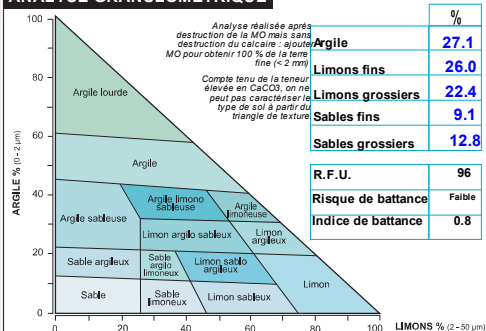 ANALYSE GRANULOMÉTRIQUE
Analyse réalisée après
destruction de la MO mais sans
destruction du calcaire : ajouter
MO pour obtenir 100 % de la terre
fine (< 2 mm)
Compte tenu de la teneur
élevée en CaCO3, on ne
peut pas caractériser le
type de sol à partir du
triangle de texture
%
Argile 27.1
Limons fins 26.0
Limons grossiers 22.4
Sables fins 9.1
Sables grossiers 12.8
R.F.U. 96
Risque de battance Faible
Indice de battance 0.8
ARGILE % (0 - 2 µm)
100
80
60
40
20
0
Argile lourde
Argile
Argile sableuse
Argile limono
sableuse
Argile
limoneuse
Limon argilo sableux
Limon
argileux
Sable argileux
Sable
argilo
limoneux
Limon sablo
argileux
Limon
Sable
Sable
limoneux
Limon sableux
0 20 40 60 80 100
LIMONS % (2 - 50 µm)